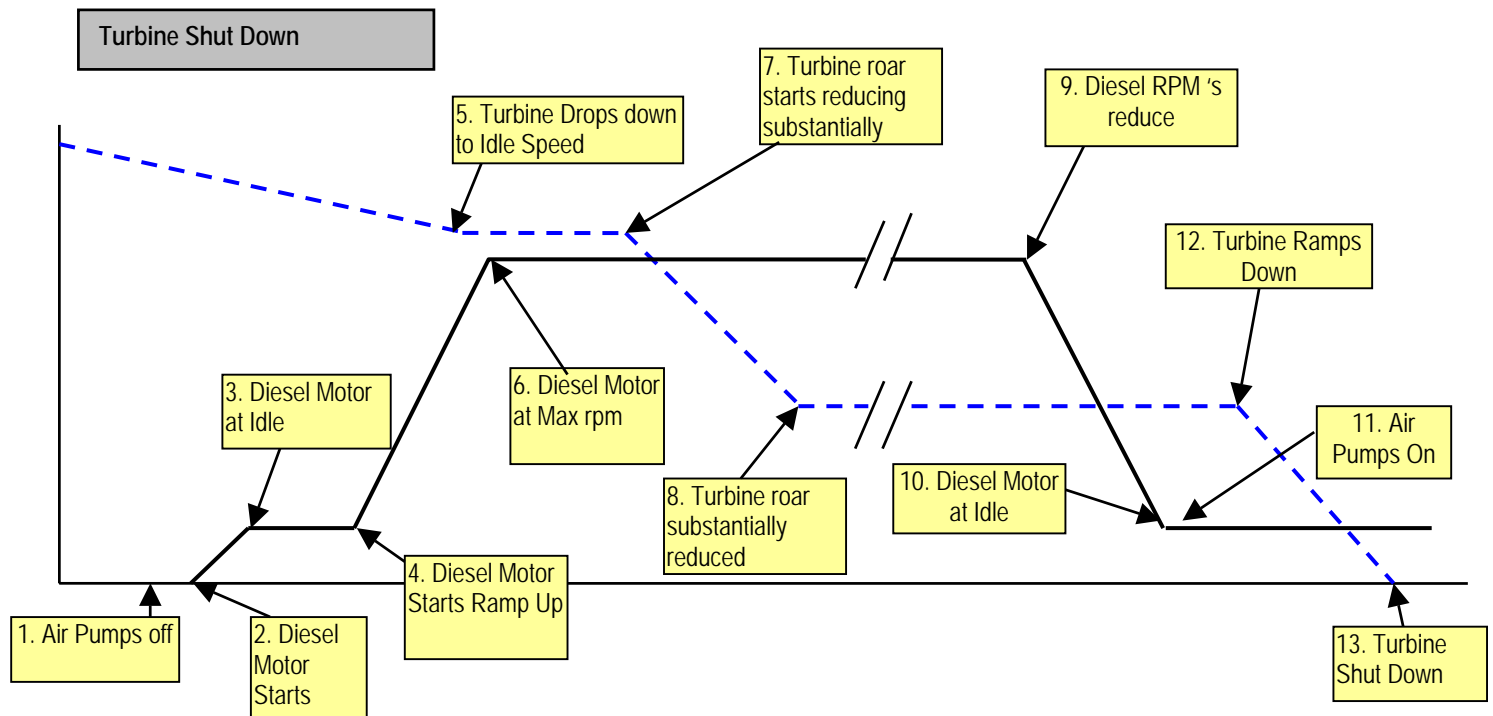 Turbine Shut Down
7. Turbine roar
starts reducing
substantially
9. Diesel RPM ‘s
reduce
5. Turbine Drops down
to Idle Speed
12. Turbine Ramps
Down
3. Diesel Motor
at Idle
6. Diesel Motor
at Max rpm
11. Air
Pumps On
8. Turbine roar
substantially
reduced
10. Diesel Motor
at Idle
4. Diesel Motor
Starts Ramp Up
1. Air Pumps off
2. Diesel
Motor
Starts
13. Turbine
Shut Down